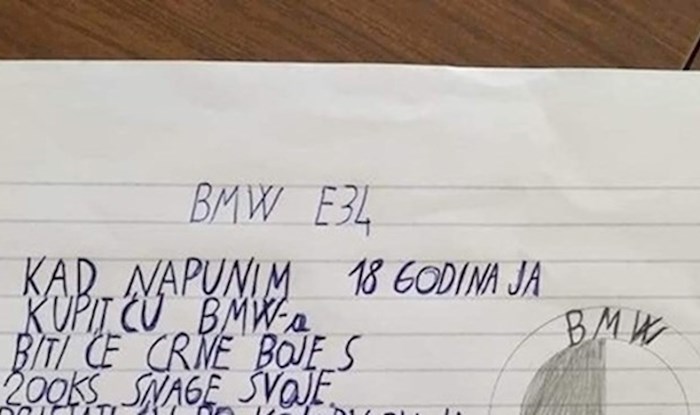 BMW E34
KAD NAPUNIM 18 GODINA JA
KUPIT ĆU BMW-a
BITI ĆE CRNE BOJE S
200KS SNAGE SVOJE.
BMW